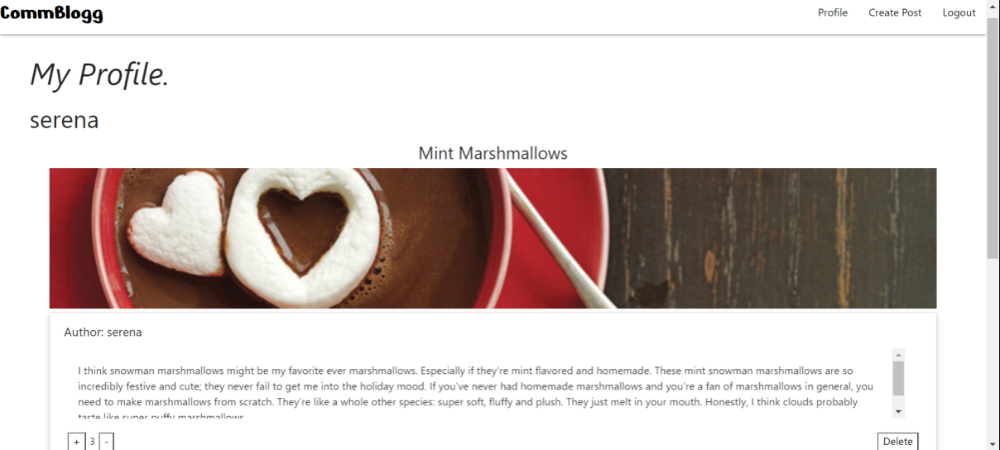 CommBlogg
Profile
Create Post
Logout
My Profile.
serena
Mint Marshmallows
Author: serena
I think snowman marshmallows might be my favorite ever marshmallows. Especially if they're mint flavored and homemade. These mint snowman marshmallows are so
incredibly festive and cute; they never fail to get me into the holiday mood. If you've never had homemade marshmallows and you're a fan of marshmallows in general, you
need to make marshmallows from scratch. They're like a whole other species: super soft, fluffy and plush. They just melt in your mouth. Honestly, I think clouds probably
taste like super puffy marshmallows
+ 3 -
Delete